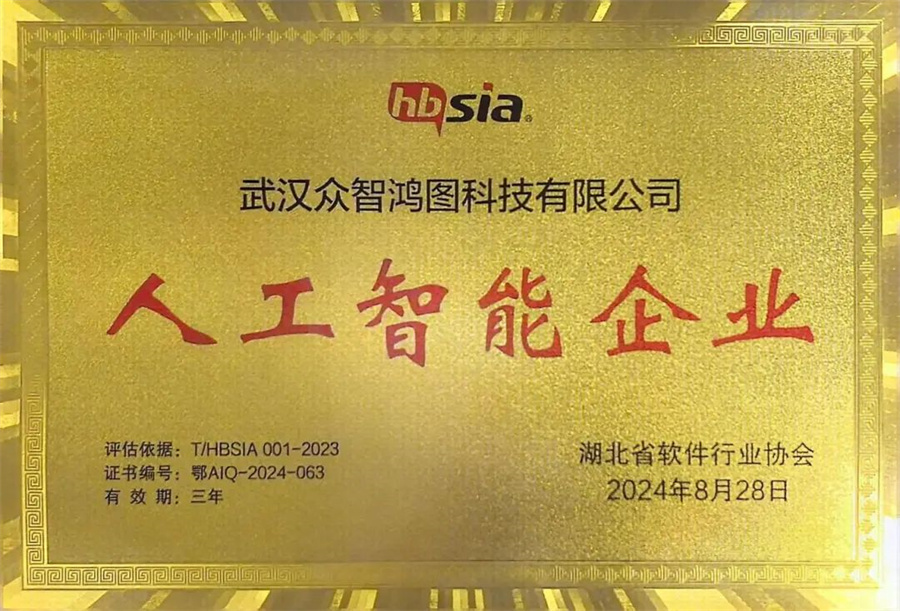 hbsia®
武汉众智鸿图科技有限公司
人工智能企业
评估依据：T/HBSIA 001-2023
证书编号：鄂AIQ-2024-063
有 效 期：三年
湖北省软件行业协会
2024年8月28日